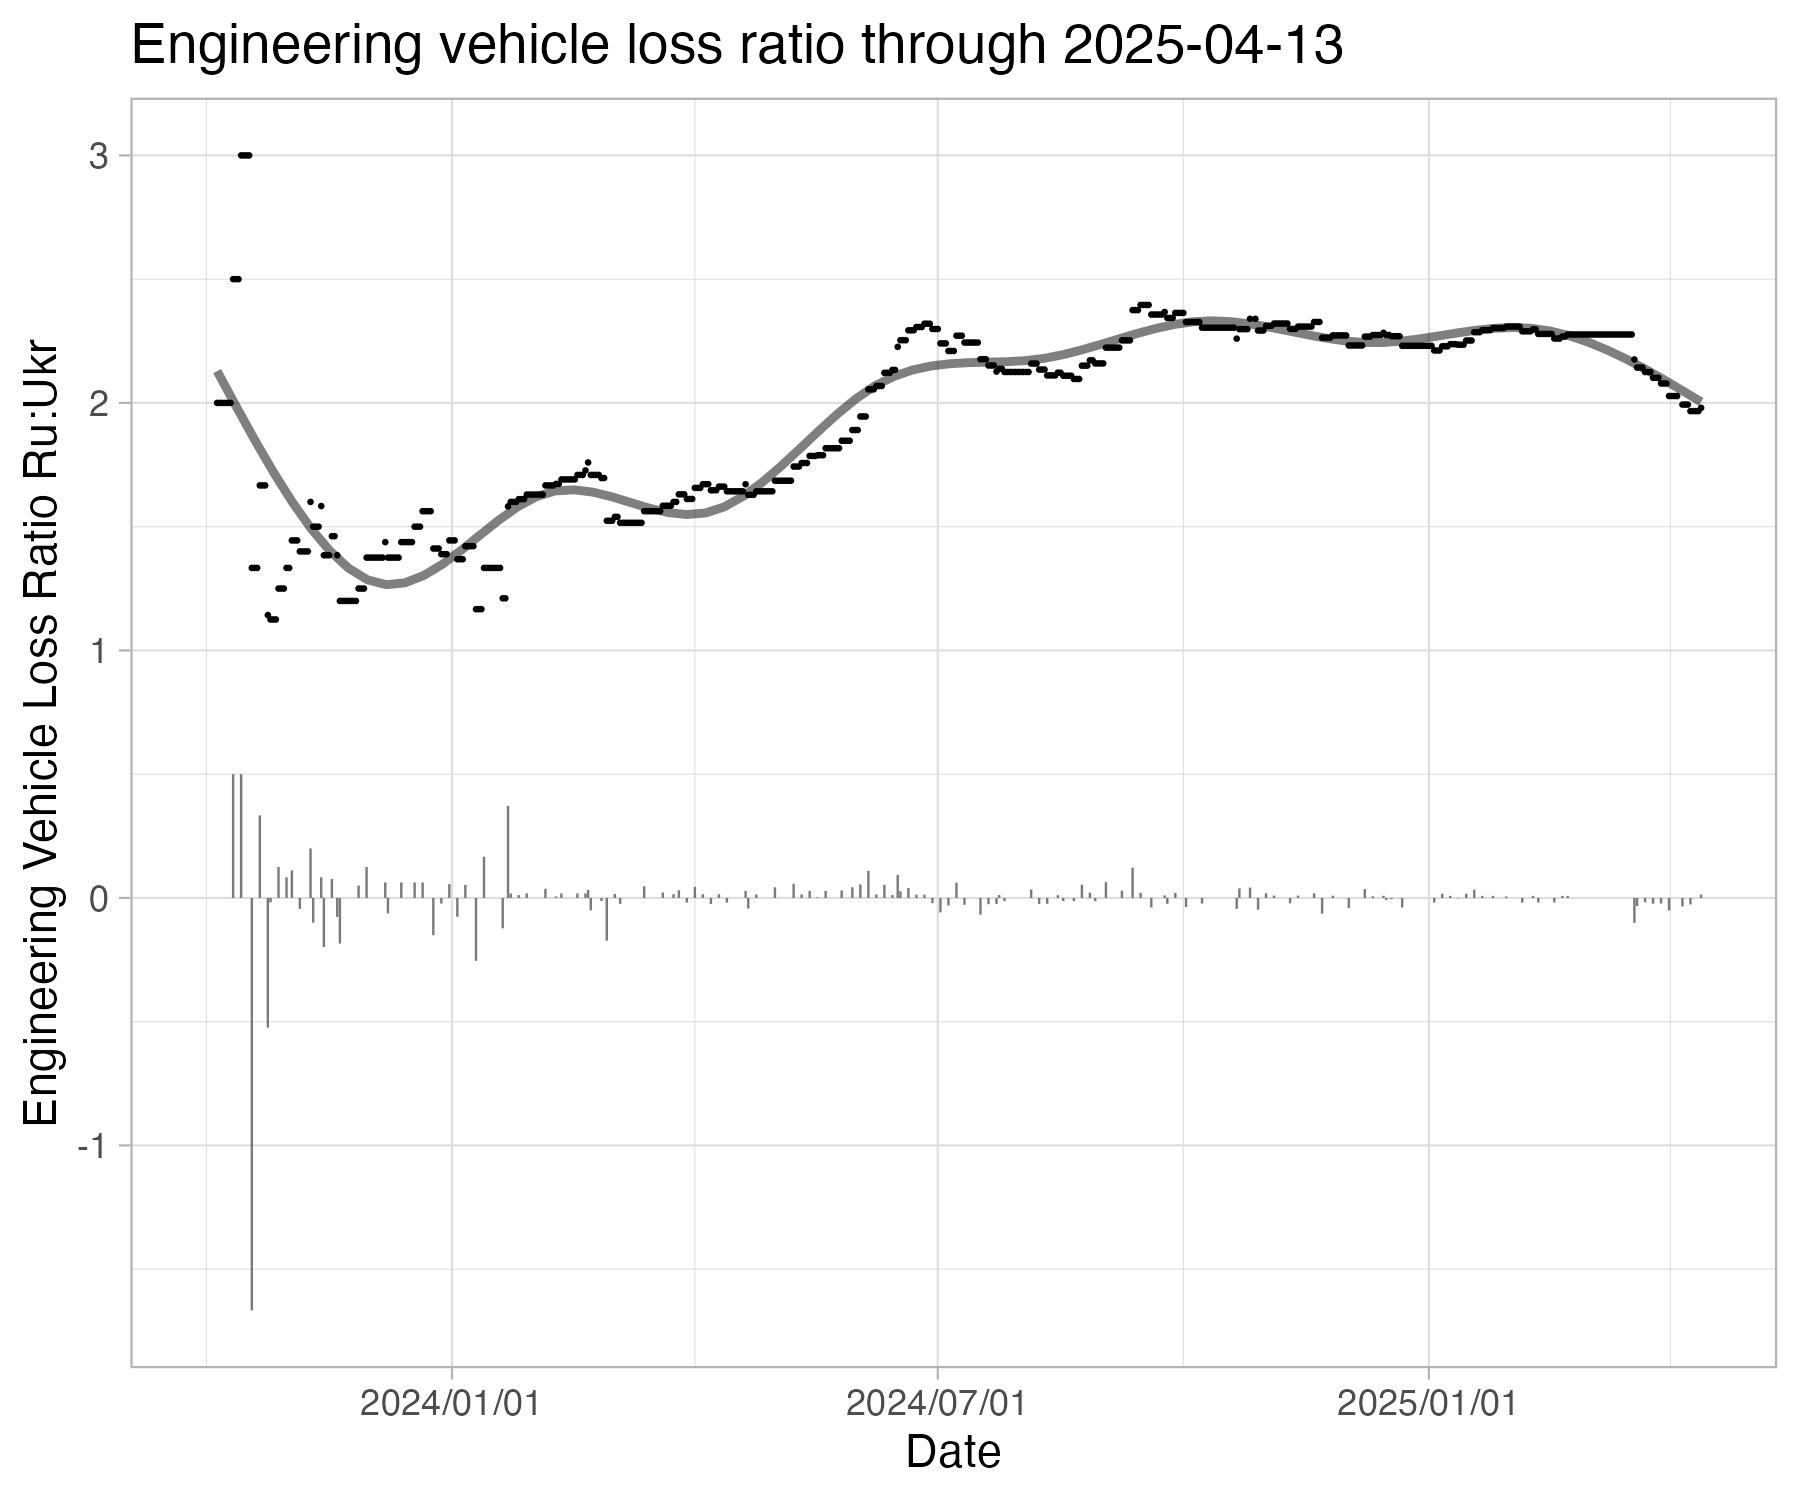 Engineering vehicle loss ratio through 2025-04-13
Engineering Vehicle Loss Ratio Ru:Ukr
3
2
1
0
-1
2024/01/01
2024/07/01
2025/01/01
Date